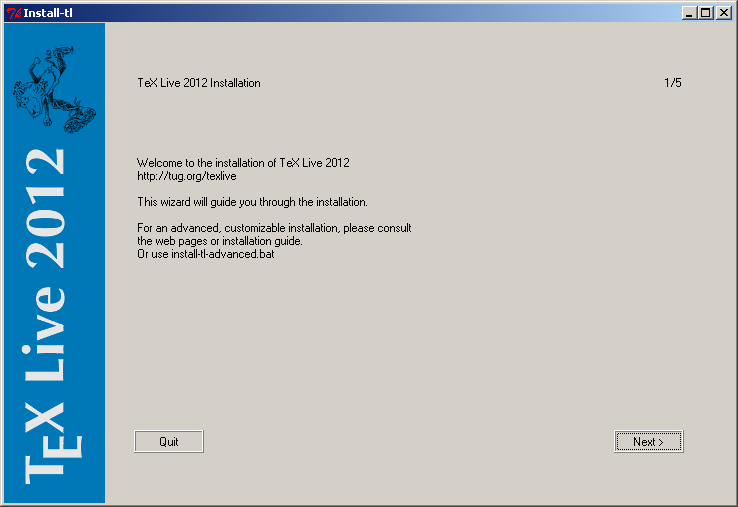 Install-tl
TeX Live 2012
TeX Live 2012 Installation
1/5
Welcome to the installation of TeX Live 2012
http://tug.org/texlive
This wizard will guide you through the installation.
For an advanced, customizable installation, please consult
the web pages or installation guide.
Or use install-tl-advanced.bat
Quit
Next >